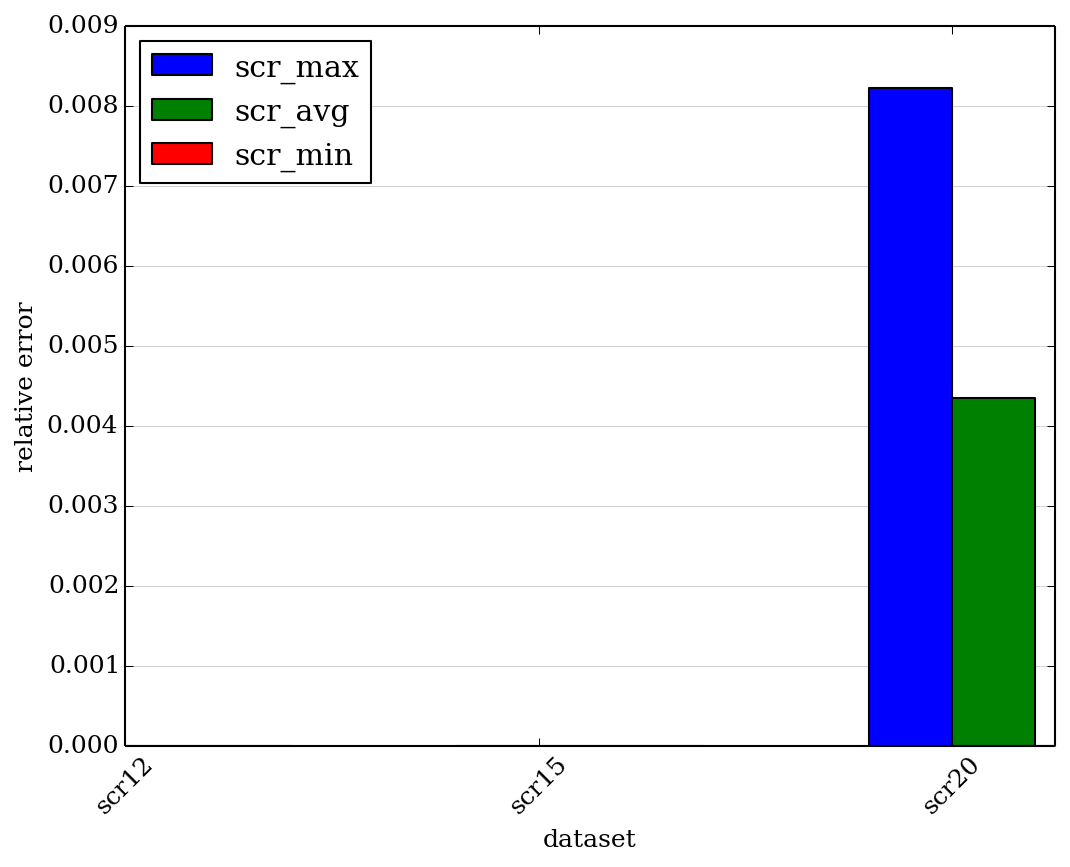 0.009
0.008
0.007
0.006
0.005
0.004
0.003
0.002
0.001
0.000
relative error
scr_max
scr_avg
scr_min
scr12
scr15
scr20
dataset